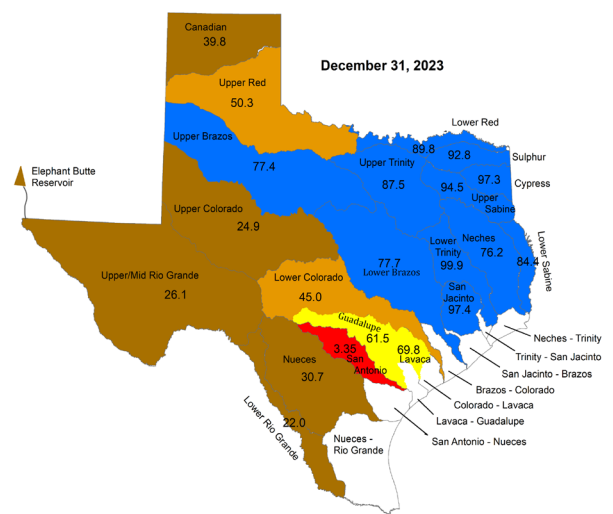 Canadian
39.8
December 31, 2023
Upper Red
50.3
Lower Red
Upper Brazos
77.4
Upper Trinity
87.5
89.8
92.8
Sulphur
97.3
Cypress
94.5
Upper
Sabine
Elephant Butte
Reservoir
Upper Colorado
24.9
Lower
Trinity
99.9
Neches
76.2
Lower Sabine
84.4
Upper/Mid Rio Grande
26.1
77.7
Lower Brazos
Lower Colorado
45.0
San
Jacinto
97.4
Guadalupe
61.5
69.8
Lavaca
3.35
San
Antonio
Nueces
30.7
Neches - Trinity
Trinity - San Jacinto
San Jacinto - Brazos
Brazos - Colorado
Colorado - Lavaca
Lavaca - Guadalupe
San Antonio - Nueces
Nueces -
Rio Grande
22.0
Lower Rio Grande